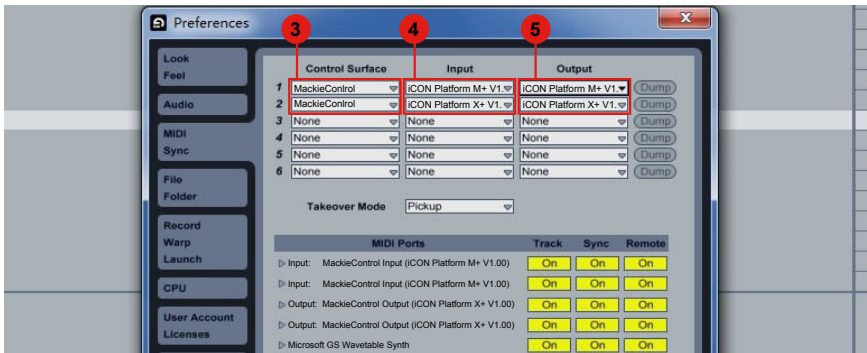 Preferences
3 4 5
Look
Feel
Audio
MIDI
Sync
File
Folder
Record
Warp
Launch
CPU
User Account
Licenses
Control Surface Input Output
1 MackieConlrol iCON Platform M+ V1. iCON Platform M+ V1. Dump
2 MackieConlrol iCON Platform X+ V1. iCON Platform X+ V1. Dump
3 None None None Dump
4 None None None Dump
5 None None None Dump
6 None None None Dump
Takeover Mode Pickup
MIDI Ports Track Sync Remote
Input: MackieControl Input (iCON Platform M+ V1.00) On On On
Input: MackieControl Input (iCON Platform M+ V1.00) On On On
Output: MackieControl Output (iCON Platform X+ V1.00) On On On
Output: MackieControl Output (iCON Platform X+ V1.00) On On On
Microsoft GS Wavetable Synth On On On